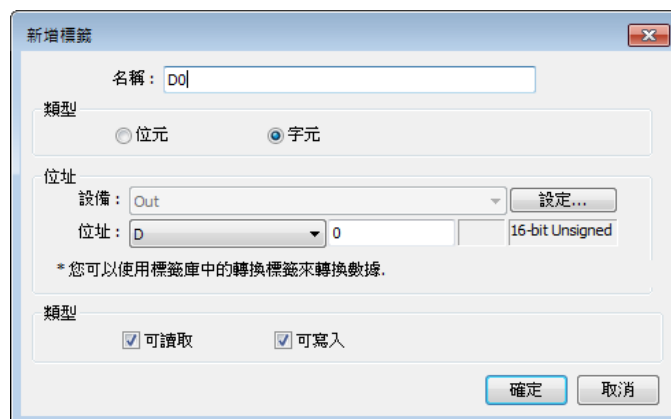 新增標籤
名稱： D0
類型
位元 字元
位址
設備： Out 設定...
位址： D 0 16-bit Unsigned
*您可以使用標籤庫中的轉換標籤來轉換數據.
類型
可讀取 可寫入
確定 取消